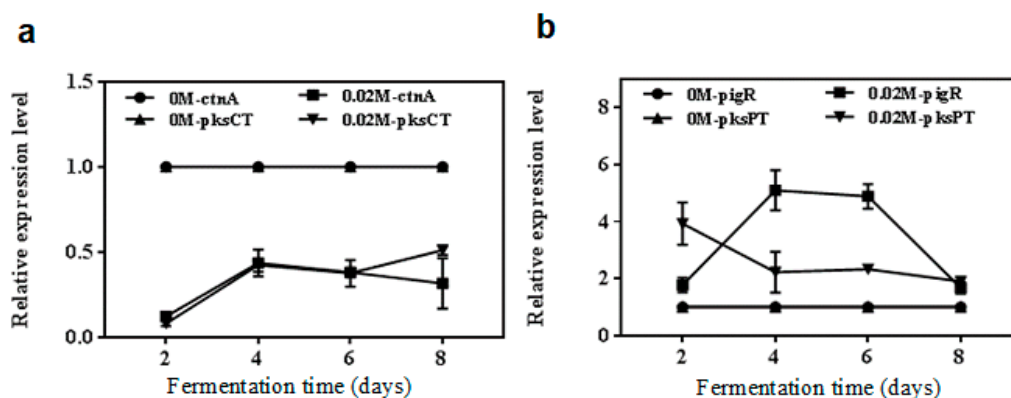 a
1.5
1.0
0.5
0.0
Relative expression level
0M-ctnA
0.02M-ctnA
0M-pksCT
0.02M-pksCT
2 4 6 8
Fermentation time (days)
b
8
6
4
2
0
Relative expression level
0M-pigR
0.02M-pigR
0M-pksPT
0.02M-pksPT
2 4 6 8
Fermentation time (days)